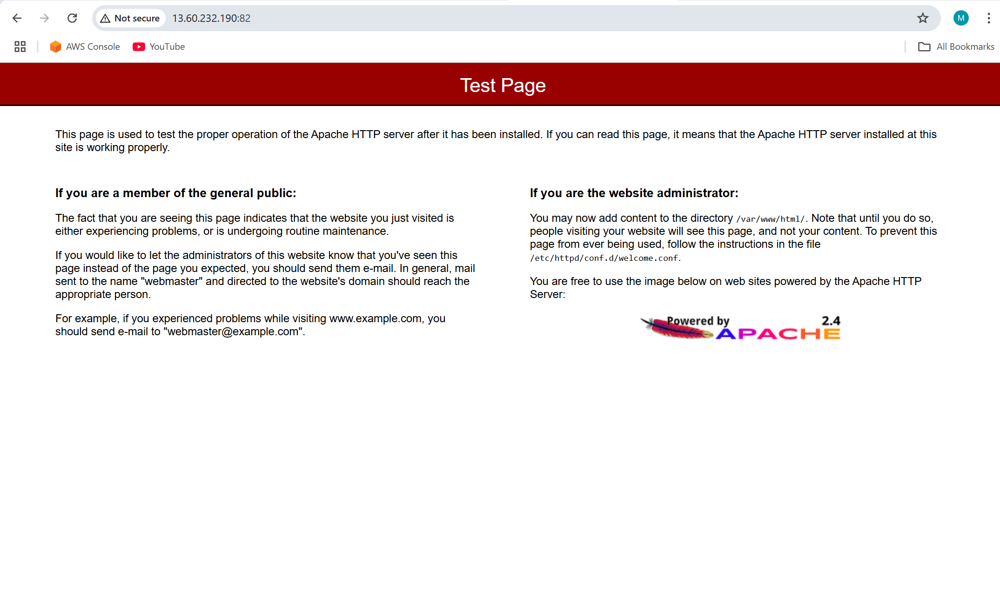 Not secure 13.60.232.190:82 M
AWS Console YouTube All Bookmarks
Test Page
This page is used to test the proper operation of the Apache HTTP server after it has been installed. If you can read this page, it means that the Apache HTTP server installed at this
site is working properly.
If you are a member of the general public:
The fact that you are seeing this page indicates that the website you just visited is
either experiencing problems, or is undergoing routine maintenance.
If you would like to let the administrators of this website know that you've seen this
page instead of the page you expected, you should send them e-mail. In general, mail
sent to the name "webmaster" and directed to the website's domain should reach the
appropriate person.
For example, if you experienced problems while visiting www.example.com, you
should send e-mail to "webmaster@example.com".
If you are the website administrator:
You may now add content to the directory /var/www/html/. Note that until you do so,
people visiting your website will see this page, and not your content. To prevent this
page from ever being used, follow the instructions in the file
/etc/httpd/conf.d/welcome.conf.
You are free to use the image below on web sites powered by the Apache HTTP
Server:
Powered by 2.4
APACHE